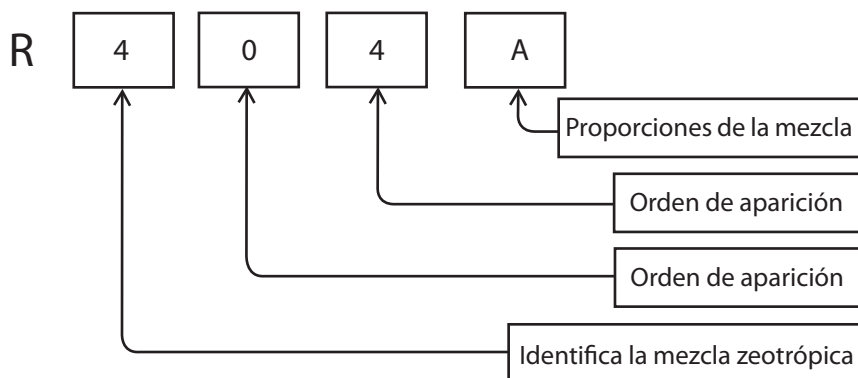 R 4 0 4 A
Proporciones de la mezcla
Orden de aparición
Orden de aparición
Identifica la mezcla zeotrópica